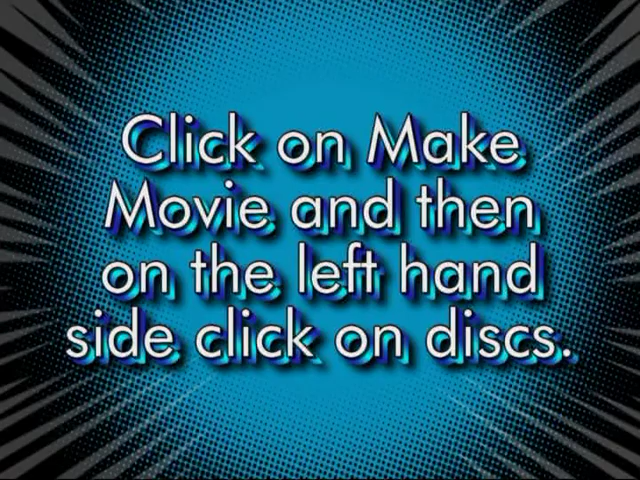 Click on Make
Movie and then
on the left hand
side click on discs.